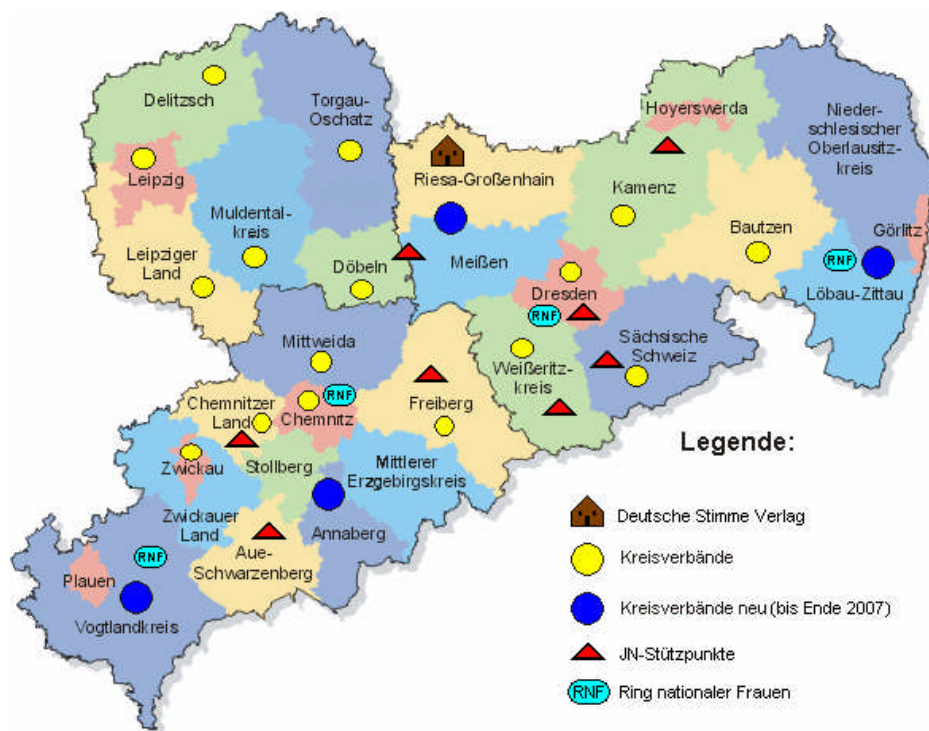 Delitzsch
Torgau-
Oschatz
Hoyerswerda
Nieder-
schlesischer
Oberlausitz-
kreis
Leipzig
Riesa-Großenhain
Kamenz
Muldental-
kreis
Bautzen
Görlitz
Leipziger
Land
Döbeln
Meißen
RNF
Löbau-Zittau
Dresden
RNF
Mittweida
Sächsische
Schweiz
Weißeritz-
kreis
Chemnitzer
Land
RNF
Chemnitz
Freiberg
Legende:
Zwickau
Stollberg
Mittlerer
Erzgebirgskreis
Zwickauer
Land
Annaberg
Aue-
Schwarzenberg
RNF
Plauen
Vogtlandkreis
Deutsche Stimme Verlag
Kreisverbände
Kreisverbände neu (bis Ende 2007)
JN-Stützpunkte
RNF Ring nationaler Frauen